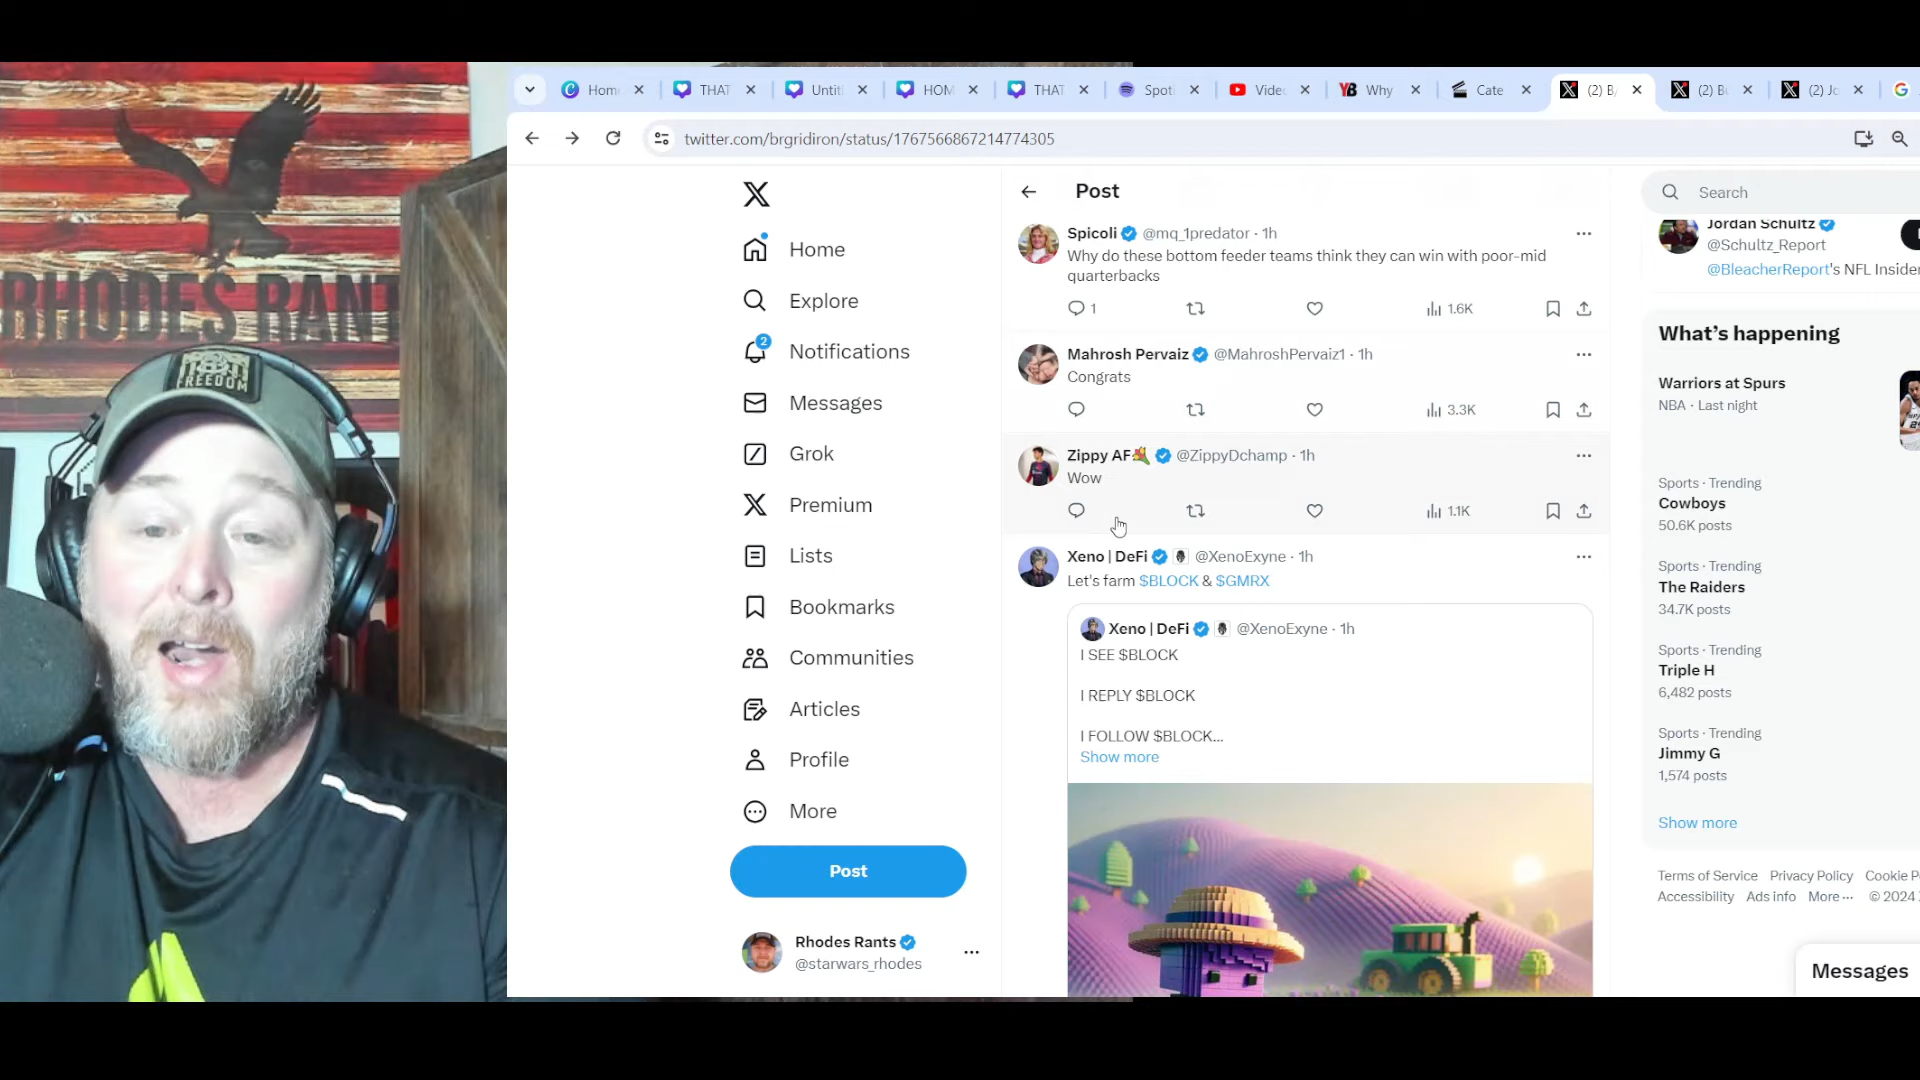 RHODES RANT
FREEDOM
Hom
THAT
Untit
HOM
THAT
Spoti
Vide
Why
Cate
(2) B
(2) B
(2) Jo
twitter.com/brgridiron/status/1767566867214774305
Home
Explore
2
Notifications
Messages
Grok
Premium
Lists
Bookmarks
Communities
Articles
Profile
More
Post
Rhodes Rants
@starwars_rhodes
Post
Spicoli @mq_1predator · 1h
Why do these bottom feeder teams think they can win with poor-mid
quarterbacks
1
1.6K
Mahrosh Pervaiz @MahroshPervaiz1 · 1h
Congrats
3.3K
Zippy AF @ZippyDchamp · 1h
Wow
1.1K
Xeno | DeFi @XenoExyne · 1h
Let's farm $BLOCK & $GMRX
Xeno | DeFi @XenoExyne · 1h
I SEE $BLOCK
I REPLY $BLOCK
I FOLLOW $BLOCK...
Show more
Search
Jordan Schultz
@Schultz_Report
@BleacherReport's NFL Insider
What's happening
Warriors at Spurs
NBA · Last night
Sports · Trending
Cowboys
50.6K posts
Sports · Trending
The Raiders
34.7K posts
Sports · Trending
Triple H
6,482 posts
Sports · Trending
Jimmy G
1,574 posts
Show more
Terms of Service Privacy Policy Cookie P
Accessibility Ads info More ... © 2024
Messages